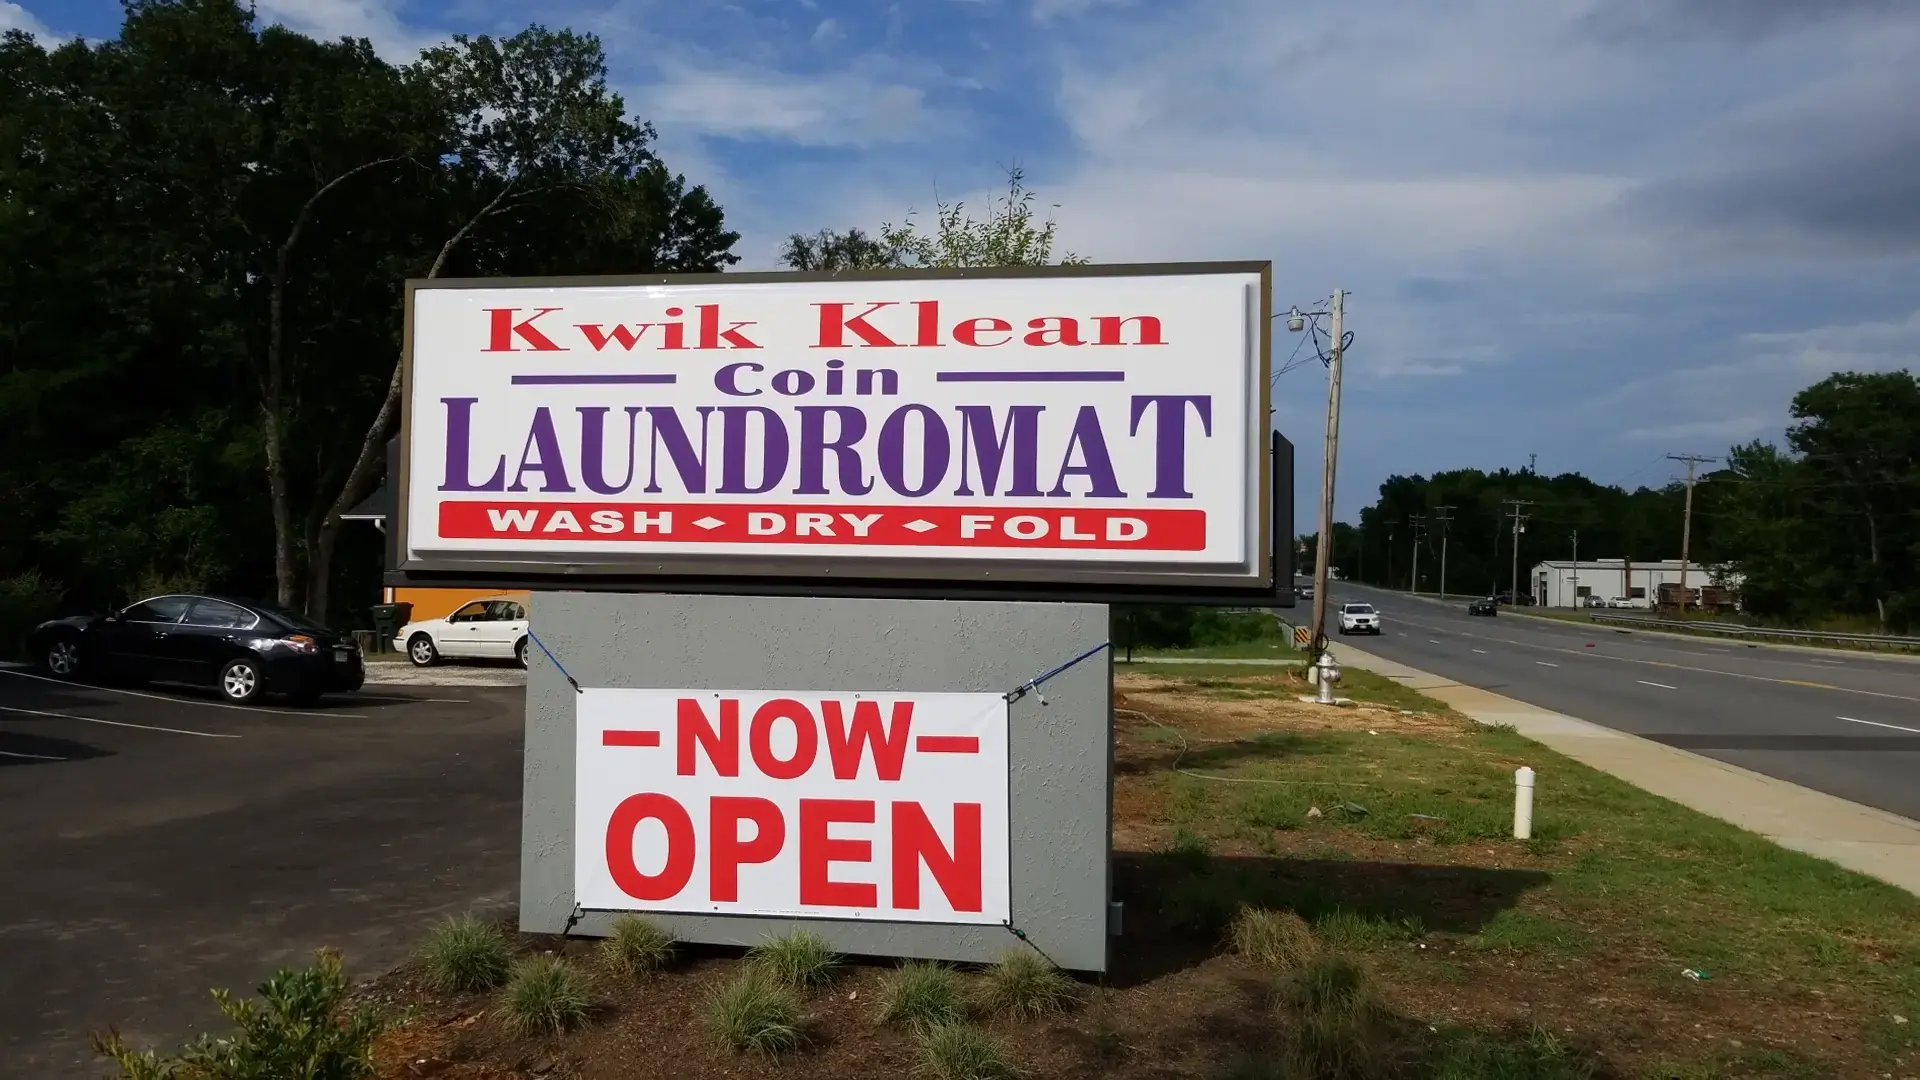 Kwik Klean
Coin
LAUNDROMAT
WASH ♦ DRY ♦ FOLD
-NOW-
OPEN